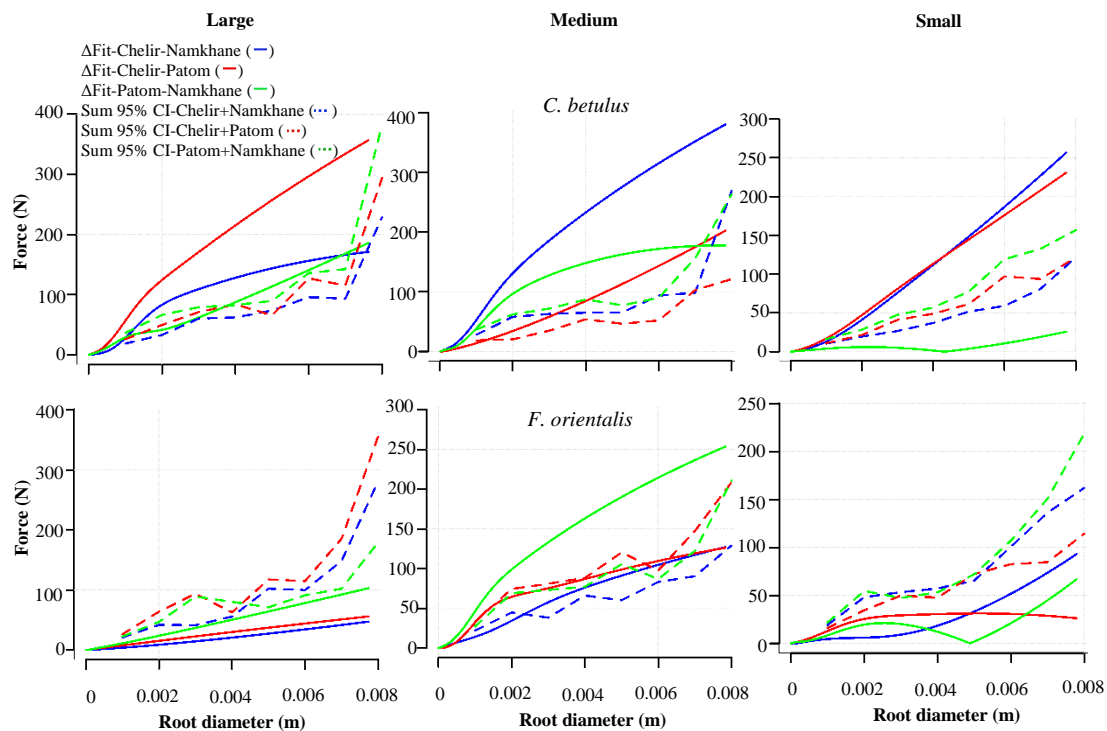 Large
Medium
Small
ΔFit-Chelir-Namkhane (—)
ΔFit-Chelir-Patom (—)
ΔFit-Patom-Namkhane (—)
Sum 95% CI-Chelir+Namkhane (····)
Sum 95% CI-Chelir+Patom (····)
Sum 95% CI-Patom+Namkhane (····)
C. betulus
Force (N)
400
300
200
100
0
400
300
200
100
0
300
250
200
150
100
50
0
F. orientalis
Force (N)
400
300
200
100
0
300
250
200
150
100
50
0
250
200
150
100
50
0
0 0.002 0.004 0.006 0.008
0 0.002 0.004 0.006 0.008
0 0.002 0.004 0.006 0.008
Root diameter (m)
Root diameter (m)
Root diameter (m)